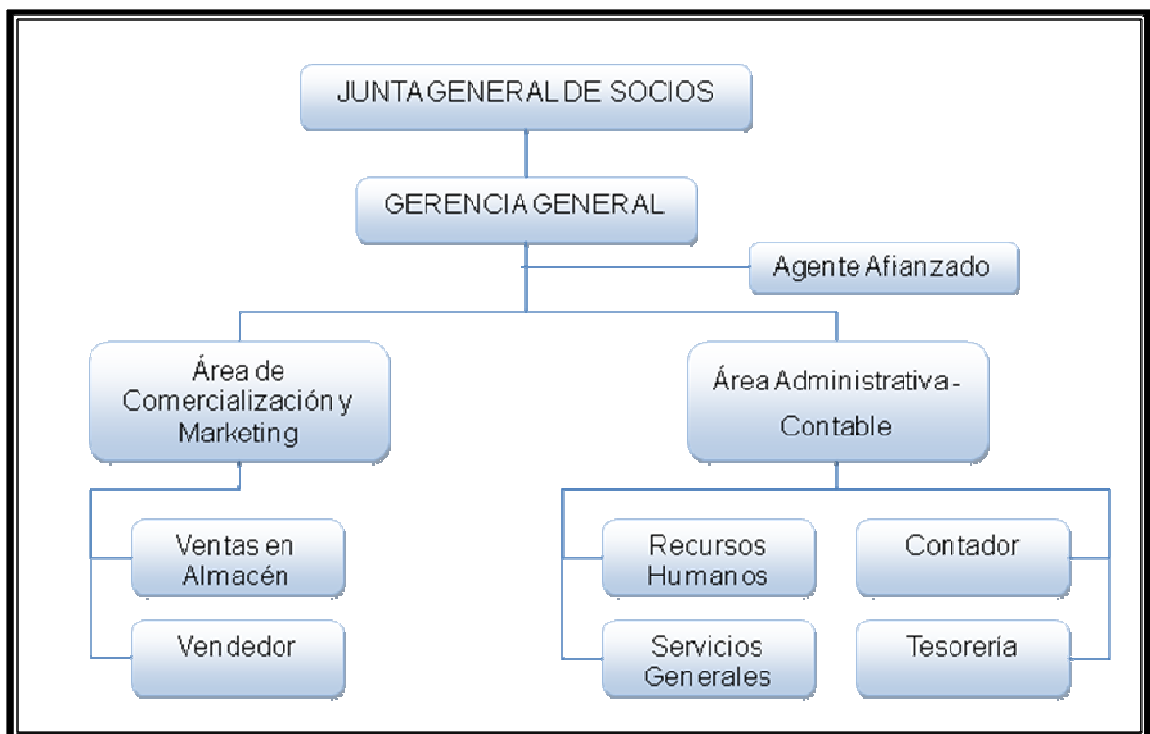 JUNTA GENERAL DE SOCIOS
GERENCIA GENERAL
Agente Afianzado
Área de
Comercialización y
Marketing
Área Administrativa-
Contable
Ventas en
Almacén
Vendedor
Recursos
Humanos
Contador
Servicios
Generales
Tesorería